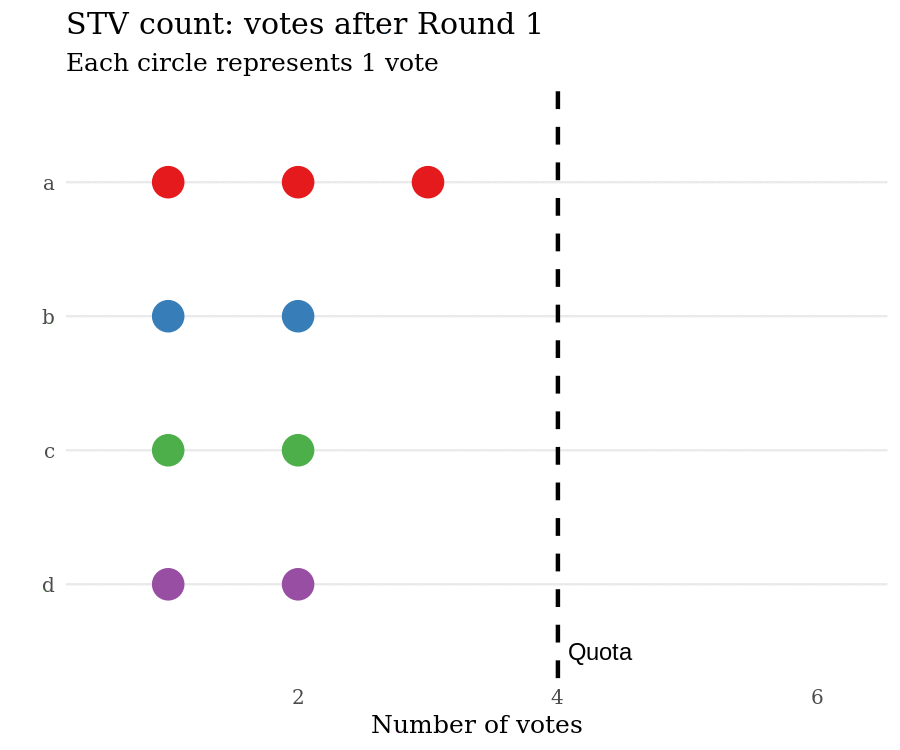 STV count: votes after Round 1
Each circle represents 1 vote
a
b
c
d
Quota
2 4 6
Number of votes